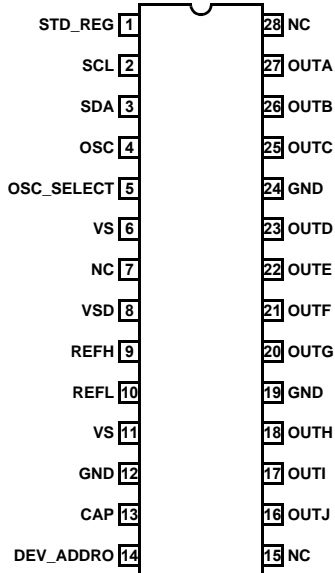 STD_REG 1 28 NC
SCL 2 27 OUTA
SDA 3 26 OUTB
OSC 4 25 OUTC
OSC_SELECT 5 24 GND
VS 6 23 OUTD
NC 7 22 OUTE
VSD 8 21 OUTF
REFH 9 20 OUTG
REFL 10 19 GND
VS 11 18 OUTH
GND 12 17 OUTI
CAP 13 16 OUTJ
DEV_ADDRO 14 15 NC